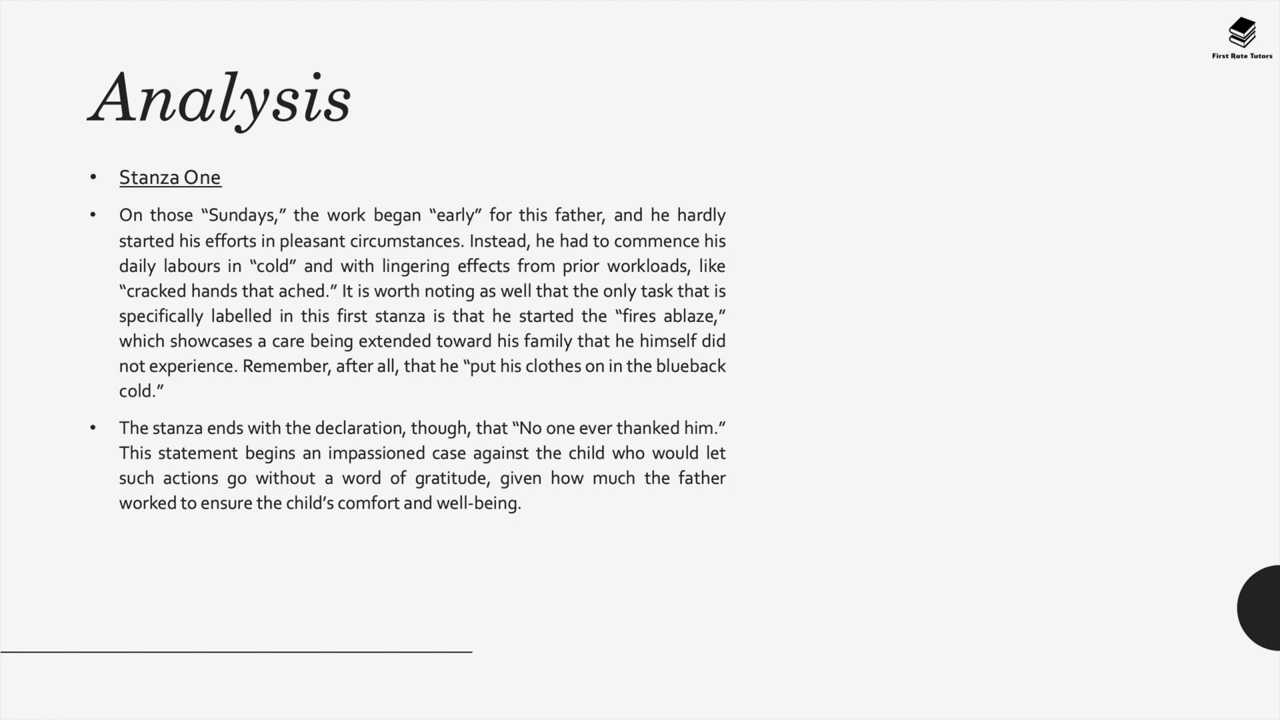 First Rate Tutors
Analysis
• Stanza One
• On those “Sundays,” the work began “early” for this father, and he hardly
started his efforts in pleasant circumstances. Instead, he had to commence his
daily labours in “cold” and with lingering effects from prior workloads, like
“cracked hands that ached.” It is worth noting as well that the only task that is
specifically labelled in this first stanza is that he started the “fires ablaze,”
which showcases a care being extended toward his family that he himself did
not experience. Remember, after all, that he “put his clothes on in the blueback
cold.”
• The stanza ends with the declaration, though, that “No one ever thanked him.”
This statement begins an impassioned case against the child who would let
such actions go without a word of gratitude, given how much the father
worked to ensure the child’s comfort and well-being.